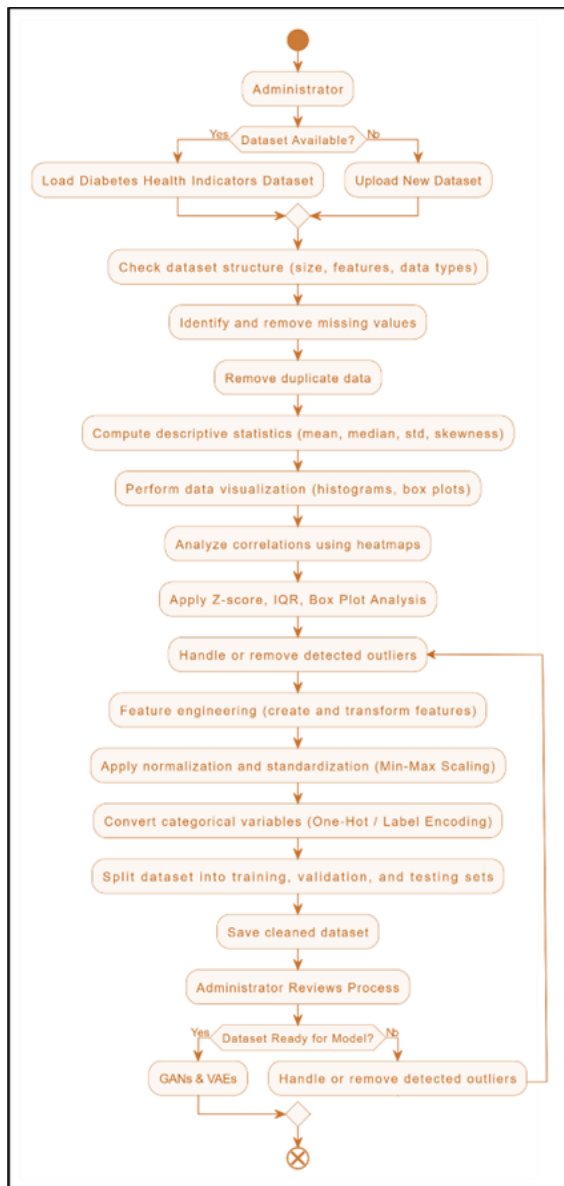 Administrator
Yes
Dataset Available?
No
Load Diabetes Health Indicators Dataset
Upload New Dataset
Check dataset structure (size, features, data types)
Identify and remove missing values
Remove duplicate data
Compute descriptive statistics (mean, median, std, skewness)
Perform data visualization (histograms, box plots)
Analyze correlations using heatmaps
Apply Z-score, IQR, Box Plot Analysis
Handle or remove detected outliers
Feature engineering (create and transform features)
Apply normalization and standardization (Min-Max Scaling)
Convert categorical variables (One-Hot / Label Encoding)
Split dataset into training, validation, and testing sets
Save cleaned dataset
Administrator Reviews Process
Yes
Dataset Ready for Model?
No
GANs & VAEs
Handle or remove detected outliers